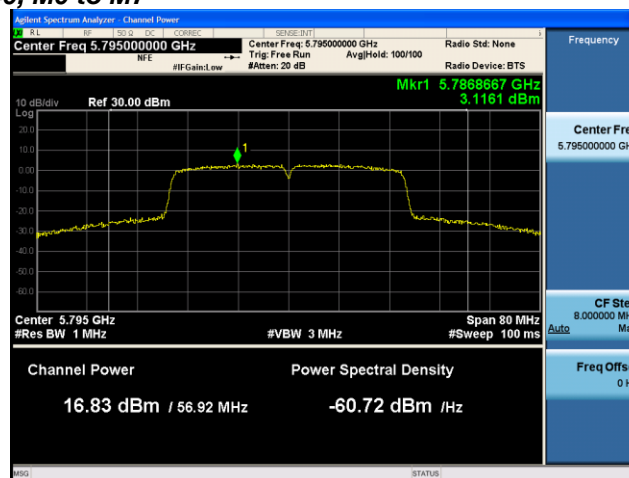 Agilent Spectrum Analyzer - Channel Power
RL RF 50 Ω DC CORREC SENSE:INT
Center Freq 5.795000000 GHz
NFE
#IFGain:Low
Center Freq: 5.795000000 GHz
Trig: Free Run Avg|Hold: 100/100
#Atten: 20 dB
Radio Std: None
Radio Device: BTS
Frequency
Mkr1 5.7868667 GHz
3.1161 dBm
10 dB/div Ref 30.00 dBm
Log
20.0
10.0
0.00
-10.0
-20.0
-30.0
-40.0
-50.0
-60.0
1
Center 5.795 GHz
Span 80 MHz
#Res BW 1 MHz
#VBW 3 MHz
#Sweep 100 ms
Channel Power
Power Spectral Density
16.83 dBm / 56.92 MHz
-60.72 dBm /Hz
Center Fre
5.795000000 GH
CF Ste
8.000000 MH
Auto Ma
Freq Offs
0 H
MSG
STATUS